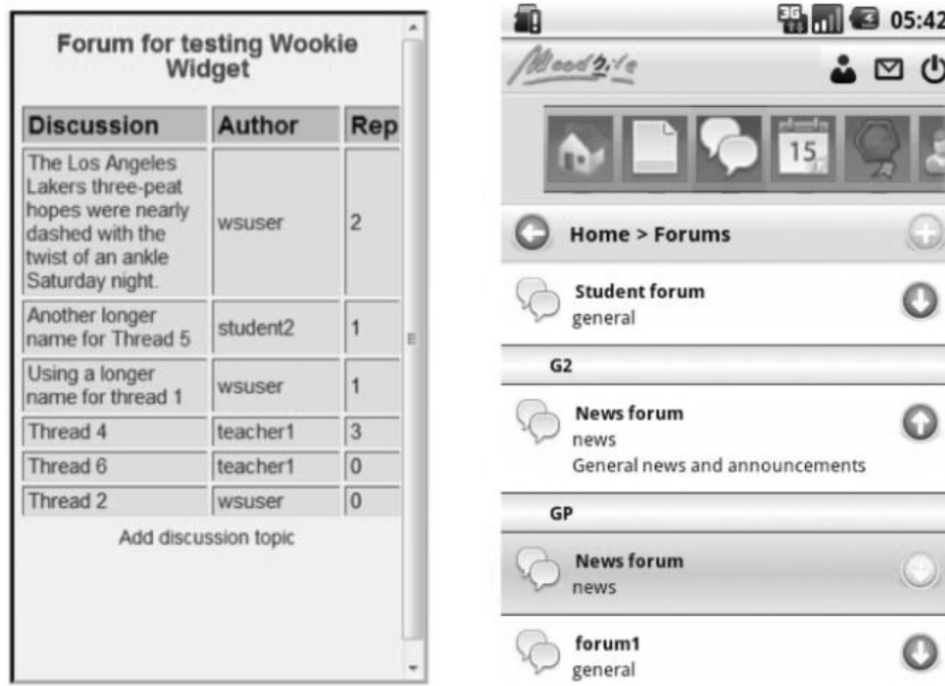 Forum for testing Wookie
Widget
Discussion Author Rep
The Los Angeles
Lakers three-peat
hopes were nearly
dashed with the
twist of an ankle
Saturday night.
wsuser
2
Another longer
name for Thread 5
student2
1
Using a longer
name for thread 1
wsuser
1
Thread 4 teacher1 3
Thread 6 teacher1 0
Thread 2 wsuser 0
Add discussion topic
3G
05:42
Moodbile
15
Home > Forums
Student forum
general
G2
News forum
news
General news and announcements
GP
News forum
news
forum1
general